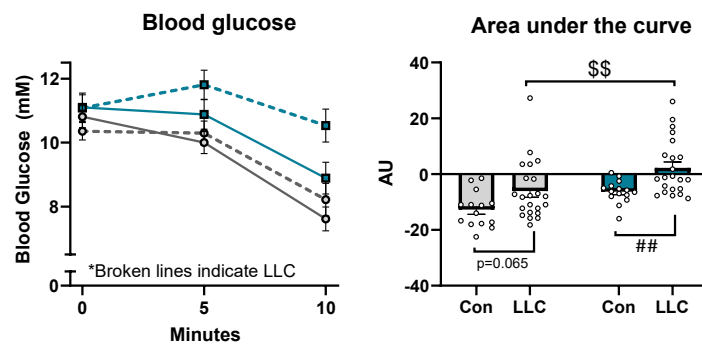 Blood glucose
Blood Glucose (mM)
12
10
8
0
*Broken lines indicate LLC
0
5
10
Minutes
Area under the curve
AU
40
20
0
-20
-40
$$
p=0.065
##
Con
LLC
Con
LLC